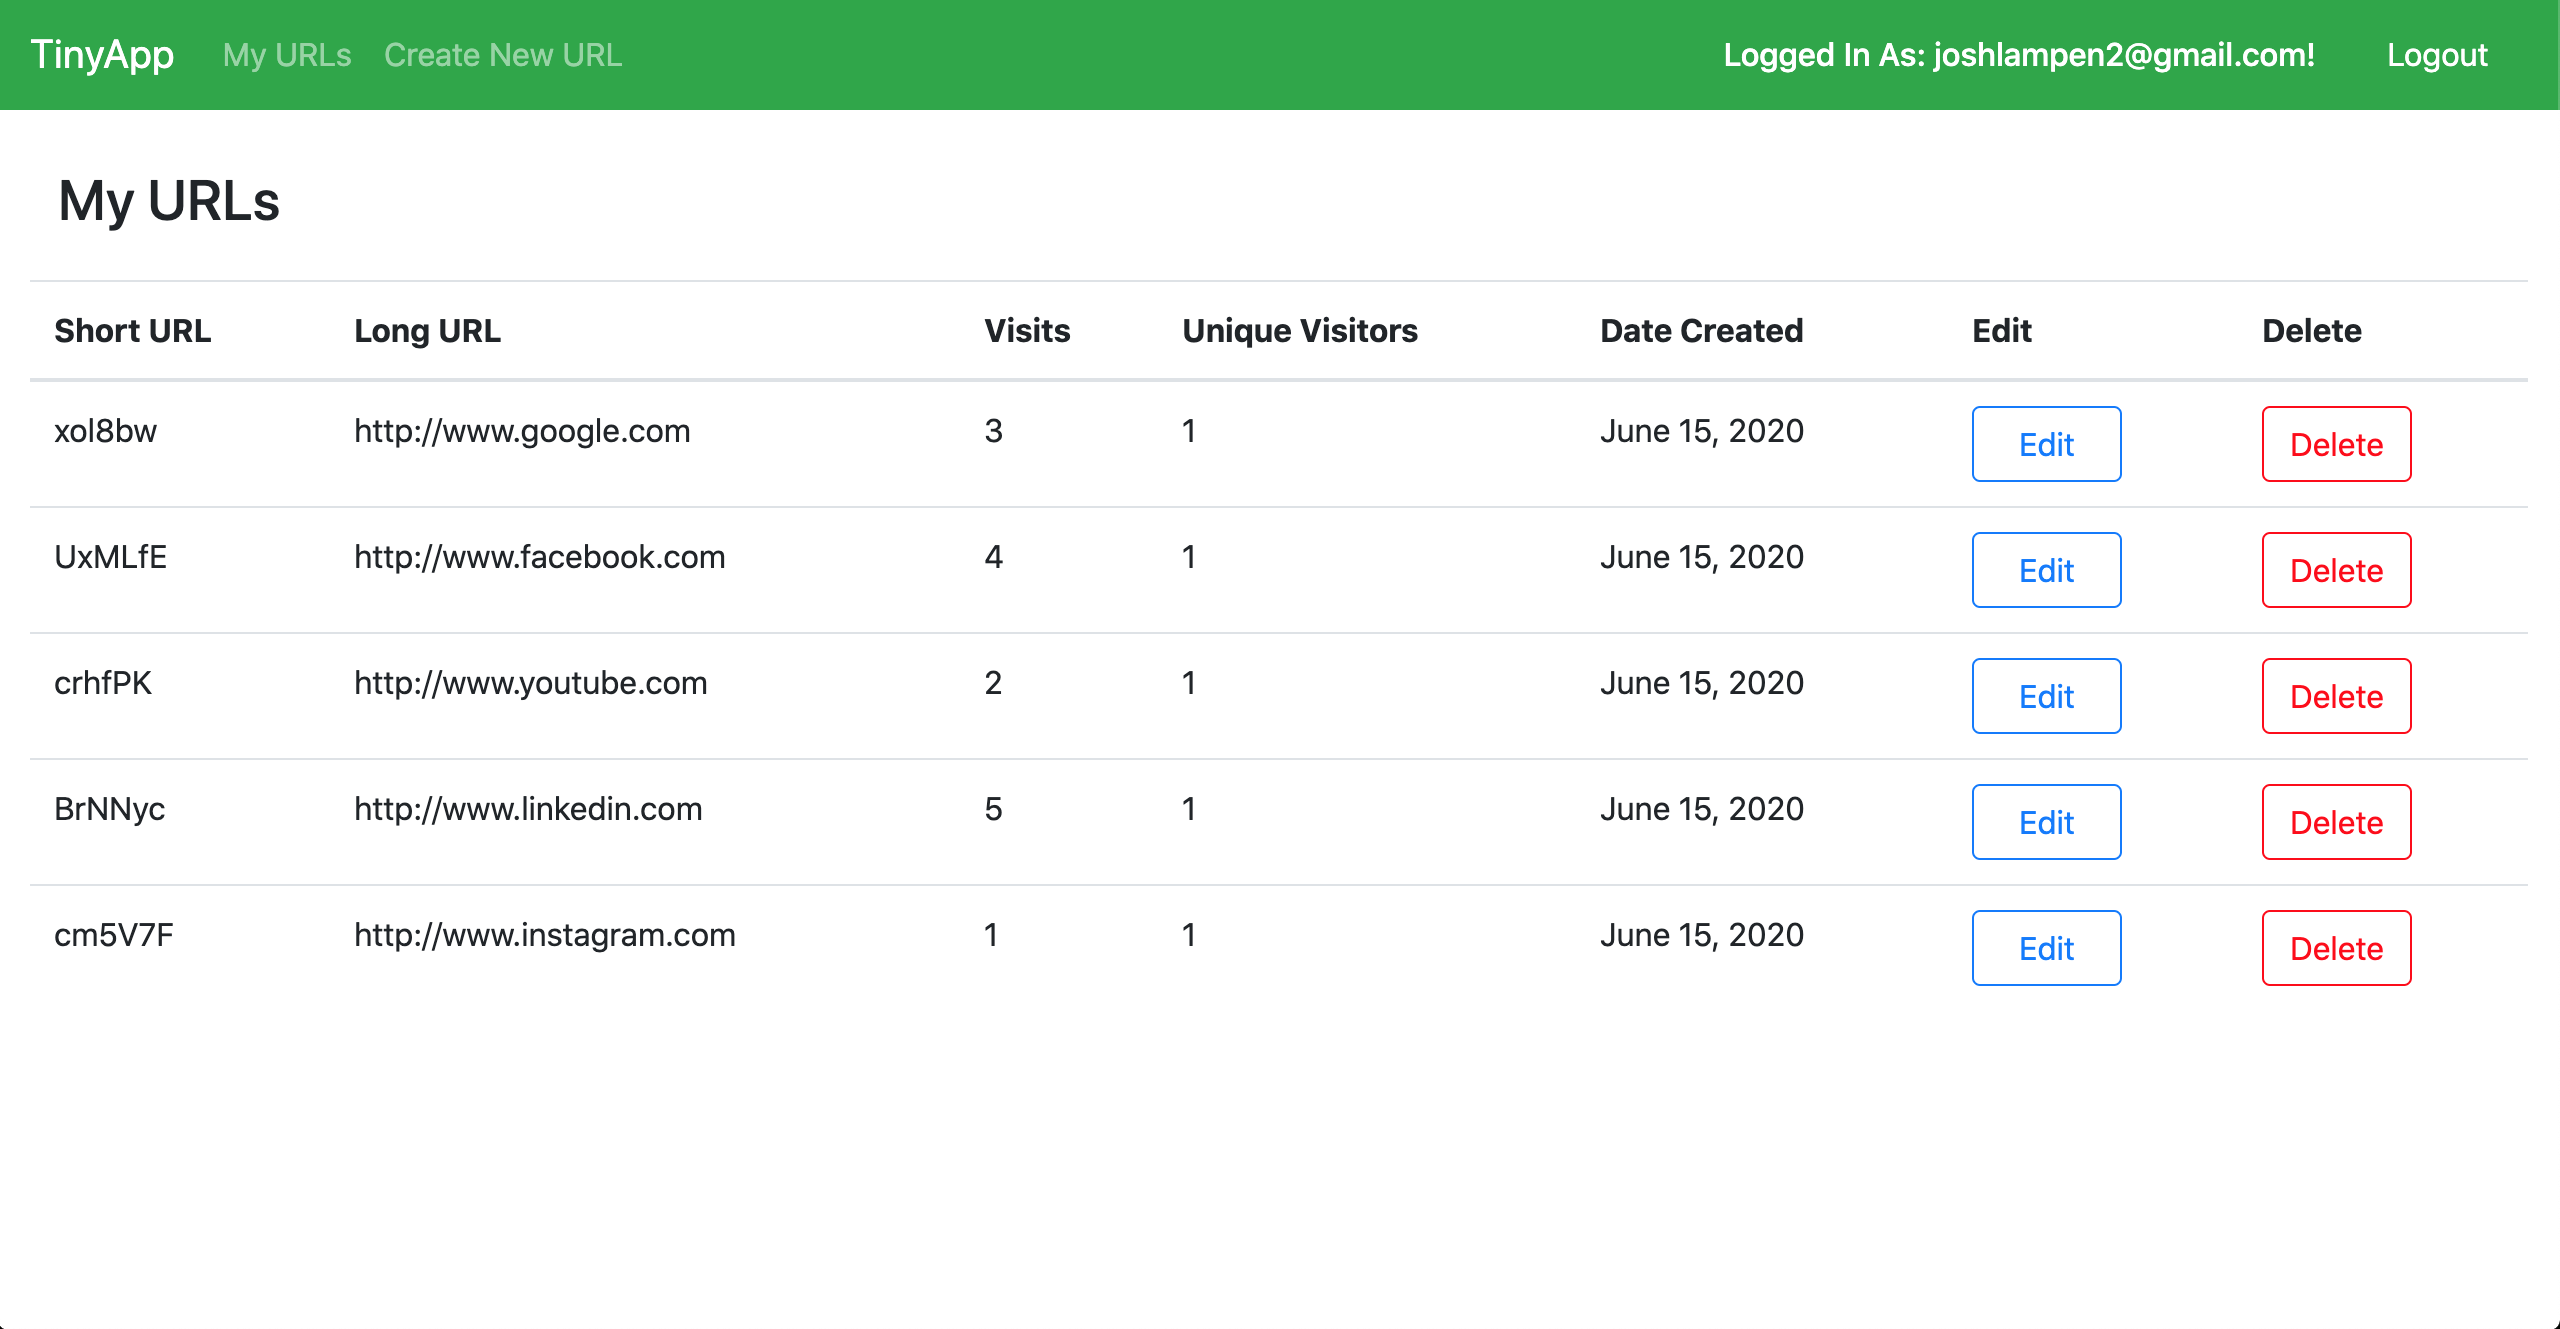 TinyApp My URLs Create New URL Logged In As: joshlampen2@gmail.com! Logout
My URLs
Short URL Long URL Visits Unique Visitors Date Created Edit Delete
xol8bw http://www.google.com 3 1 June 15, 2020 Edit Delete
UxMLfE http://www.facebook.com 4 1 June 15, 2020 Edit Delete
crhfPK http://www.youtube.com 2 1 June 15, 2020 Edit Delete
BrNNyc http://www.linkedin.com 5 1 June 15, 2020 Edit Delete
cm5V7F http://www.instagram.com 1 1 June 15, 2020 Edit Delete